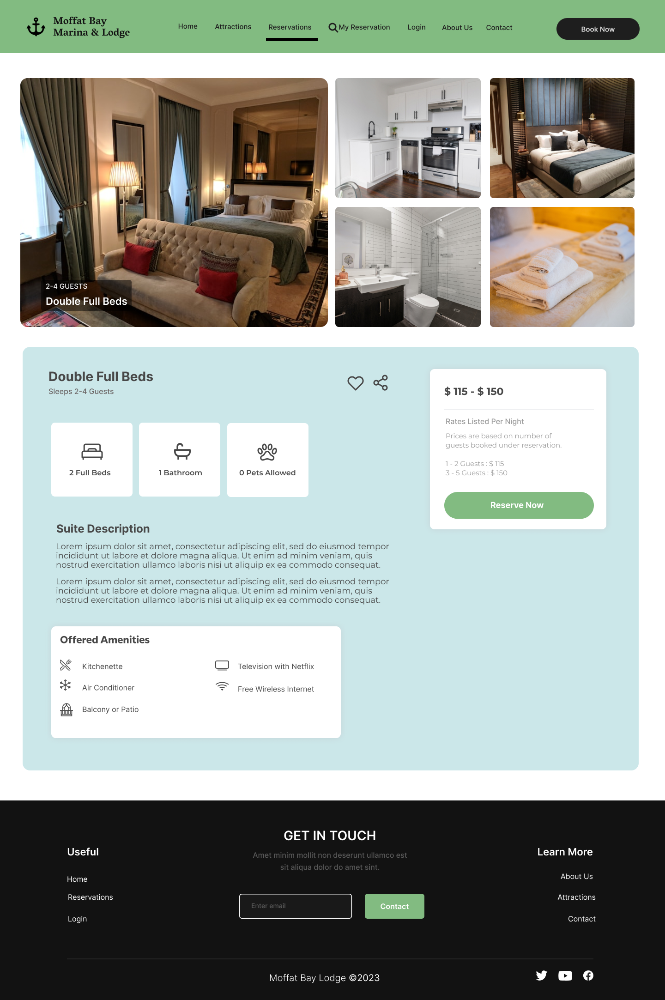 Moffat Bay
Marina & Lodge
Home
Attractions
Reservations
My Reservation
Login
About Us
Contact
Book Now
2-4 GUESTS
Double Full Beds
Double Full Beds
Sleeps 2-4 Guests
2 Full Beds
1 Bathroom
0 Pets Allowed
$ 115 - $ 150
Rates Listed Per Night
Prices are based on number of
guests booked under reservation.
1 - 2 Guests : $ 115
3 - 5 Guests : $ 150
Reserve Now
Suite Description
Lorem ipsum dolor sit amet, consectetur adipiscing elit, sed do eiusmod tempor
incididunt ut labore et dolore magna aliqua. Ut enim ad minim veniam, quis
nostrud exercitation ullamco laboris nisi ut aliquip ex ea commodo consequat.
Lorem ipsum dolor sit amet, consectetur adipiscing elit, sed do eiusmod tempor
incididunt ut labore et dolore magna aliqua. Ut enim ad minim veniam, quis
nostrud exercitation ullamco laboris nisi ut aliquip ex ea commodo consequat.
Offered Amenities
Kitchenette
Air Conditioner
Balcony or Patio
Television with Netflix
Free Wireless Internet
Useful
Home
Reservations
Login
GET IN TOUCH
Amet minim mollit non deserunt ullamco est
sit aliqua dolor do amet sint.
Enter email
Contact
Learn More
About Us
Attractions
Contact
Moffat Bay Lodge ©2023